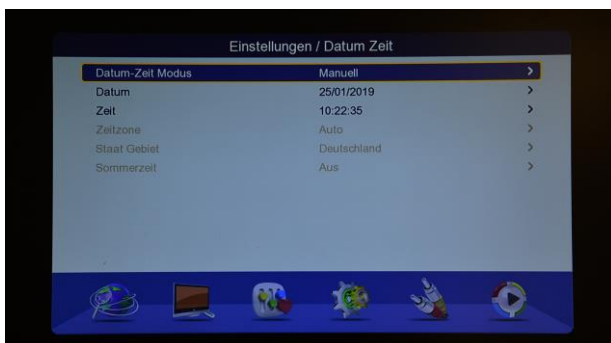 Einstellungen / Datum Zeit
Datum-Zeit Modus Manuell
Datum 25/01/2019
Zeit 10:22:35
Zeitzone Auto
Staat Gebiet Deutschland
Sommerzeit Aus